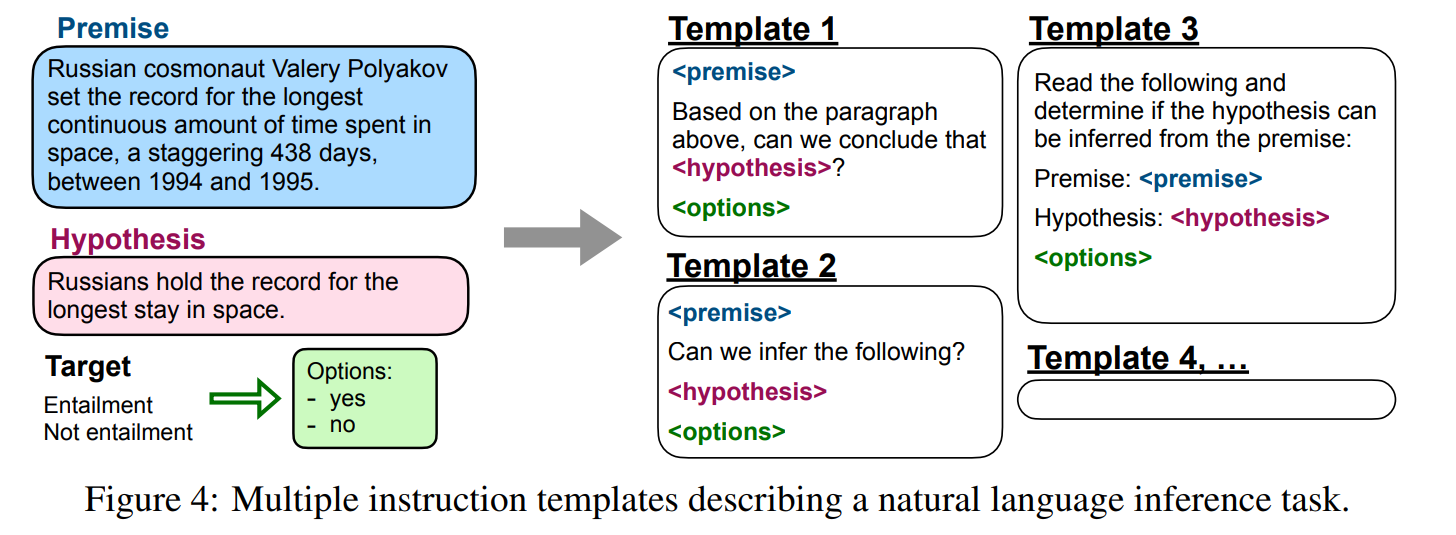 Premise
Russian cosmonaut Valery Polyakov
set the record for the longest
continuous amount of time spent in
space, a staggering 438 days,
between 1994 and 1995.
Hypothesis
Russians hold the record for the
longest stay in space.
Target
Entailment
Not entailment
Options:
- yes
- no
Template 1
<premise>
Based on the paragraph
above, can we conclude that
<hypothesis>?
<options>
Template 2
<premise>
Can we infer the following?
<hypothesis>
<options>
Template 3
Read the following and
determine if the hypothesis can
be inferred from the premise:
Premise: <premise>
Hypothesis: <hypothesis>
<options>
Template 4, …
Figure 4: Multiple instruction templates describing a natural language inference task.